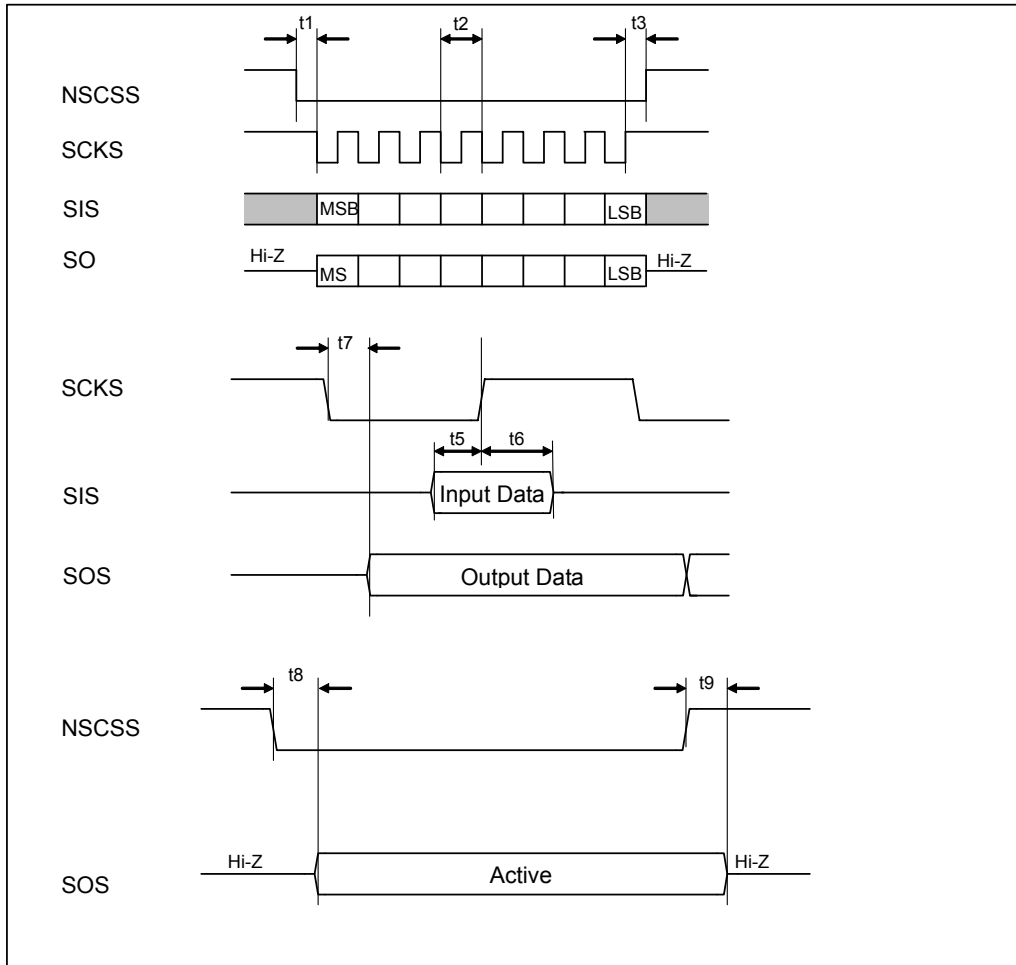 t1 t2 t3
NSCSS
SCKS
SIS MSB LSB
SO Hi-Z MS LSB Hi-Z
t7
SCKS
t5 t6
SIS Input Data
SOS Output Data
t8 t9
NSCSS
Hi-Z Active Hi-Z
SOS